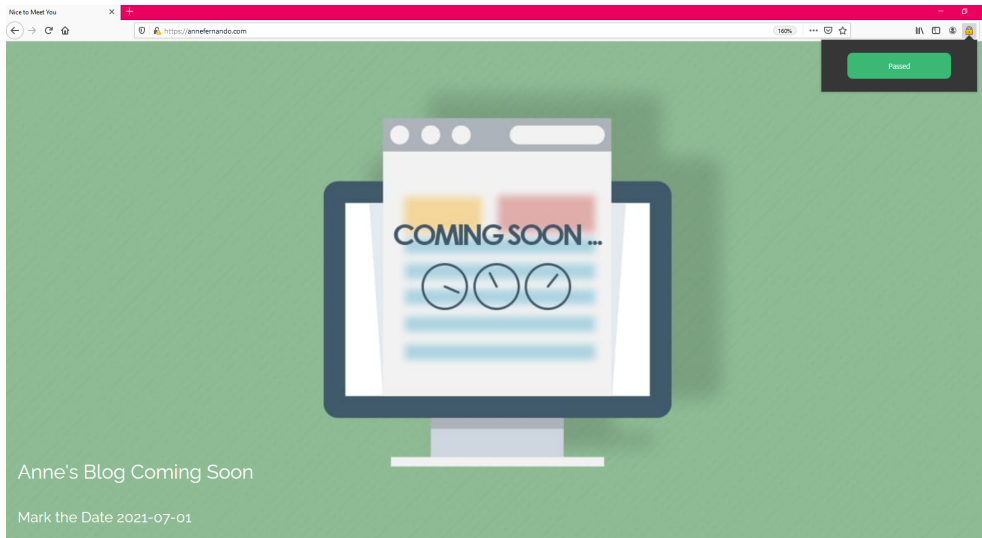 Nice to Meet You
https://annefernando.com
160%
Passed
COMING SOON ...
Anne's Blog Coming Soon
Mark the Date 2021-07-01